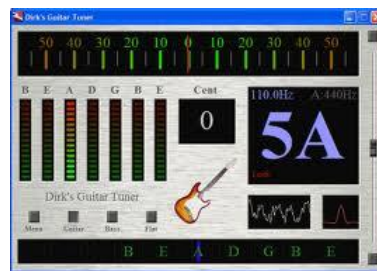 Dirk's Guitar Tuner
50 40 30 20 10 0 10 20 30 40 50
B E A D G B E
Cent
0
110.0Hz A:440Hz
5A
Dirk's Guitar Tuner
Menu Guitar Bass Flat
B E A D G B E